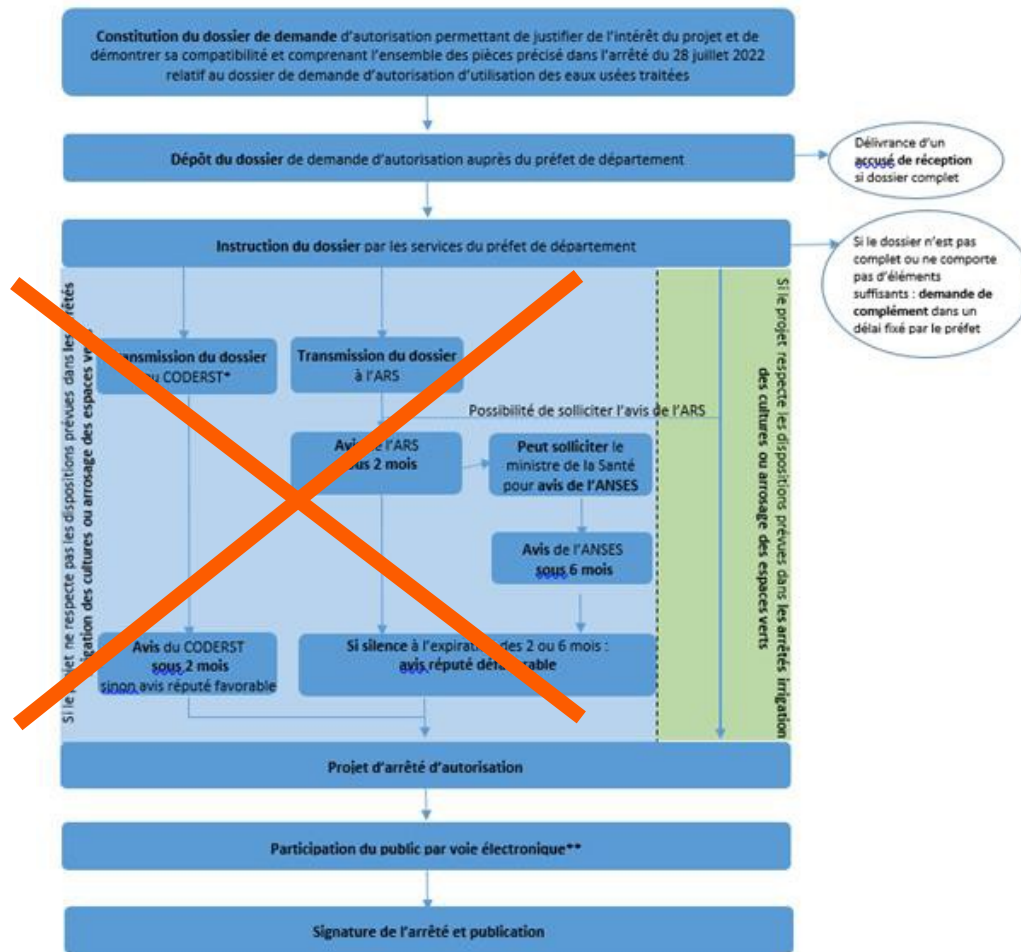 Constitution du dossier de demande d'autorisation permettant de justifier de l'intérêt du projet et de
démontrer sa compatibilité et comprenant l'ensemble des pièces précisé dans l'arrêté du 28 juillet 2022
relatif au dossier de demande d'autorisation d'utilisation des eaux usées traitées
Dépôt du dossier de demande d'autorisation auprès du préfet de département
Délivrance d'un
accusé de réception
si dossier complet
Instruction du dossier par les services du préfet de département
Si le dossier n'est pas
complet ou ne comporte
pas d'éléments
suffisants : demande de
complément dans un
délai fixé par le préfet
Si le projet ne respecte pas les dispositions prévues dans les arrêtés
irrigation des cultures ou arrosage des espaces verts
Transmission du dossier
au CODERST*
Transmission du dossier
à l'ARS
Possibilité de solliciter l'avis de l'ARS
Avis de l'ARS
sous 2 mois
Peut solliciter le
ministre de la Santé
pour avis de l'ANSES
Avis de l'ANSES
sous 6 mois
Avis du CODERST
sous 2 mois
sinon avis réputé favorable
Si silence à l'expiration des 2 ou 6 mois :
avis réputé défavorable
Si le projet respecte les dispositions prévues dans les arrêtés irrigation
des cultures ou arrosage des espaces verts
Projet d'arrêté d'autorisation
Participation du public par voie électronique**
Signature de l'arrêté et publication